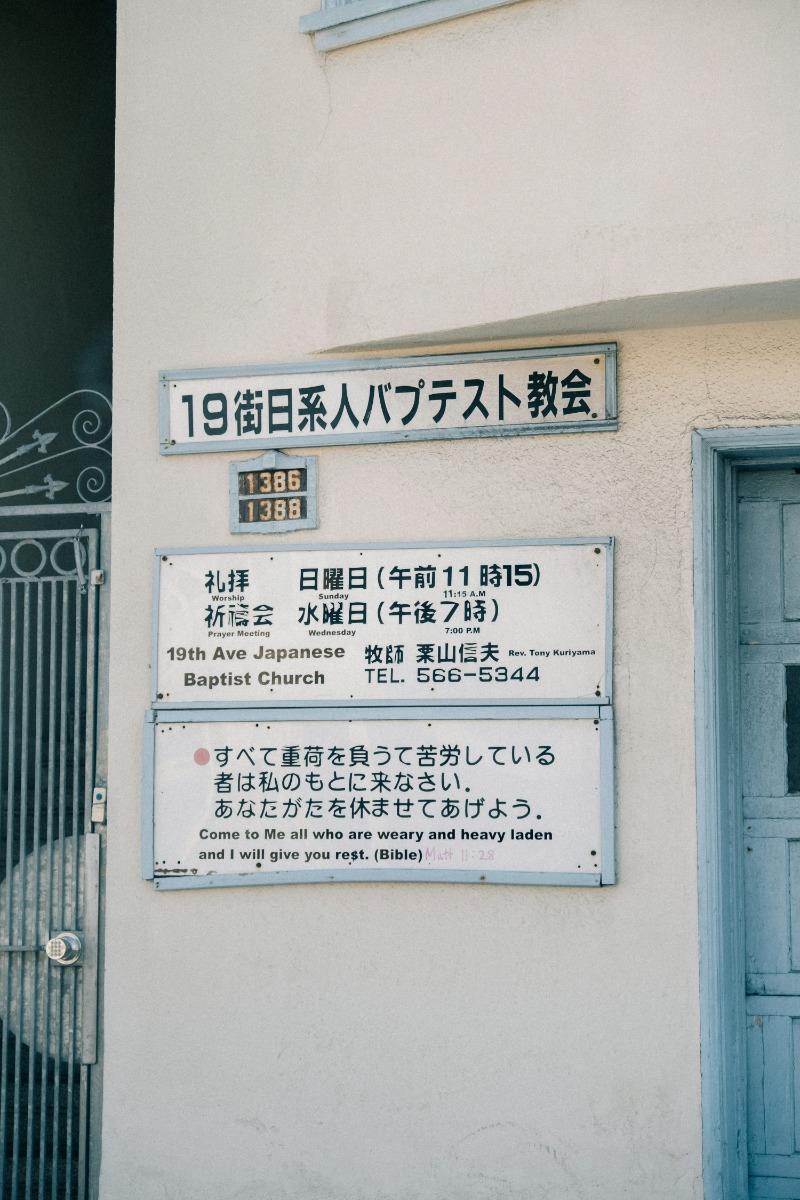 19街日系人バプテスト教会
1386
1388
礼拝 日曜日(午前11時15)
Worship Sunday 11:15 A.M
祈禱会 水曜日(午後7時)
Prayer Meeting Wednesday 7:00 P.M
19th Ave Japanese 牧師 栗山信夫 Rev. Tony Kuriyama
Baptist Church TEL. 566-5344
すべて重荷を負うて苦労している
者は私のもとに来なさい.
あなたがたを休ませてあげよう.
Come to Me all who are weary and heavy laden
and I will give you re$t. (Bible) Matt 11:28